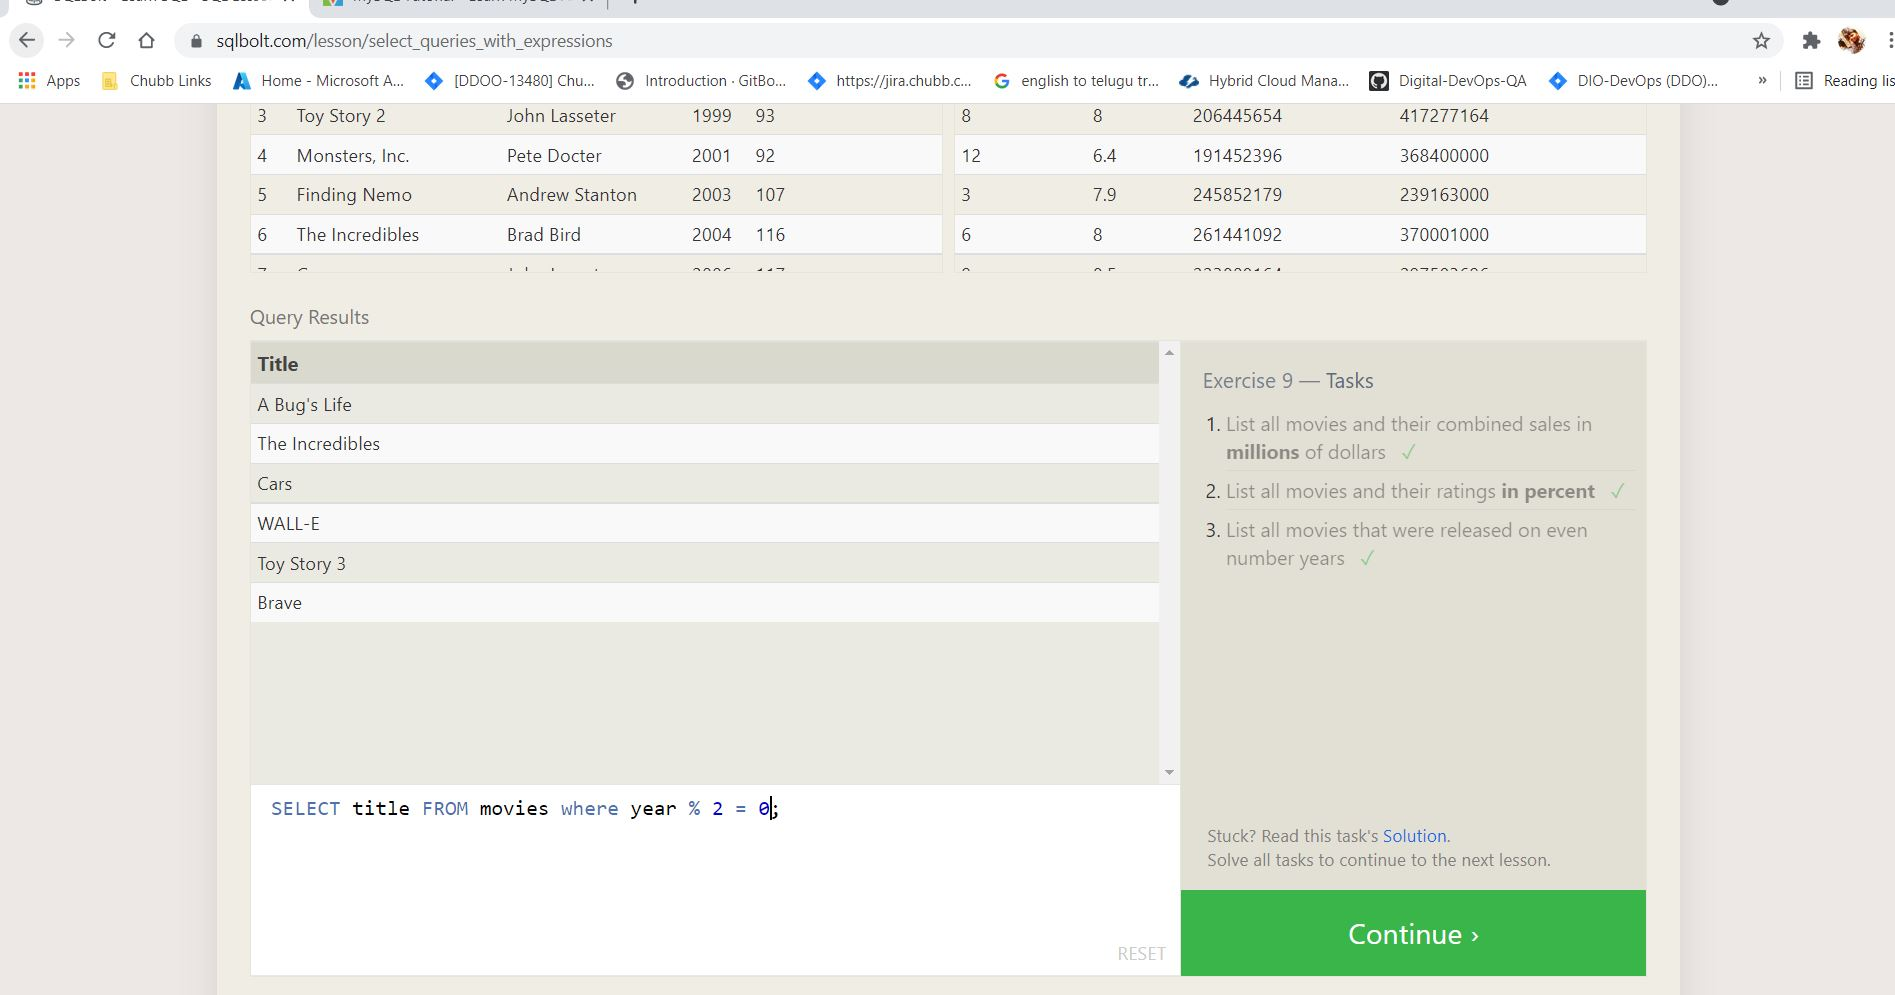 sqlbolt.com/lesson/select_queries_with_expressions
Apps Chubb Links Home - Microsoft A... [DDOO-13480] Chu... Introduction · GitBo... https://jira.chubb.c... english to telugu tr... Hybrid Cloud Mana... Digital-DevOps-QA DIO-DevOps (DDO)... » Reading lis
3 Toy Story 2 John Lasseter 1999 93 8 8 206445654 417277164
4 Monsters, Inc. Pete Docter 2001 92 12 6.4 191452396 368400000
5 Finding Nemo Andrew Stanton 2003 107 3 7.9 245852179 239163000
6 The Incredibles Brad Bird 2004 116 6 8 261441092 370001000
Query Results
Title
A Bug's Life
The Incredibles
Cars
WALL-E
Toy Story 3
Brave
SELECT title FROM movies where year % 2 = 0;
RESET
Exercise 9 — Tasks
1. List all movies and their combined sales in
millions of dollars ✓
2. List all movies and their ratings in percent ✓
3. List all movies that were released on even
number years ✓
Stuck? Read this task's Solution.
Solve all tasks to continue to the next lesson.
Continue ›